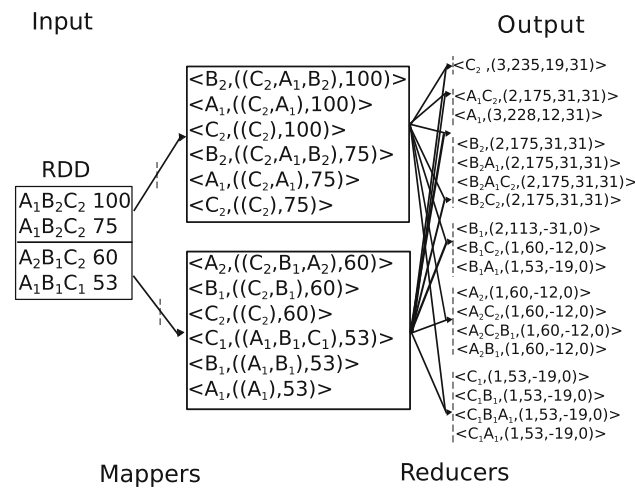 Input
Output
RDD
A₁B₂C₂ 100
A₁B₂C₂ 75
A₂B₁C₂ 60
A₁B₁C₁ 53
<B₂,((C₂,A₁,B₂),100)>
<A₁,((C₂,A₁),100)>
<C₂,((C₂),100)>
<B₂,((C₂,A₁,B₂),75)>
<A₁,((C₂,A₁),75)>
<C₂,((C₂),75)>
<A₂,((C₂,B₁,A₂),60)>
<B₁,((C₂,B₁),60)>
<C₂,((C₂),60)>
<C₁,((A₁,B₁,C₁),53)>
<B₁,((A₁,B₁),53)>
<A₁,((A₁),53)>
<C₂ ,(3,235,19,31)>
<A₁C₂,(2,175,31,31)>
<A₁,(3,228,12,31)>
<B₂,(2,175,31,31)>
<B₂A₁,(2,175,31,31)>
<B₂A₁C₂,(2,175,31,31)>
<B₂C₂,(2,175,31,31)>
<B₁,(2,113,-31,0)>
<B₁C₂,(1,60,-12,0)>
<B₁A₁,(1,53,-19,0)>
<A₂,(1,60,-12,0)>
<A₂C₂,(1,60,-12,0)>
<A₂C₂B₁,(1,60,-12,0)>
<A₂B₁,(1,60,-12,0)>
<C₁,(1,53,-19,0)>
<C₁B₁,(1,53,-19,0)>
<C₁B₁A₁,(1,53,-19,0)>
<C₁A₁,(1,53,-19,0)>
Mappers
Reducers